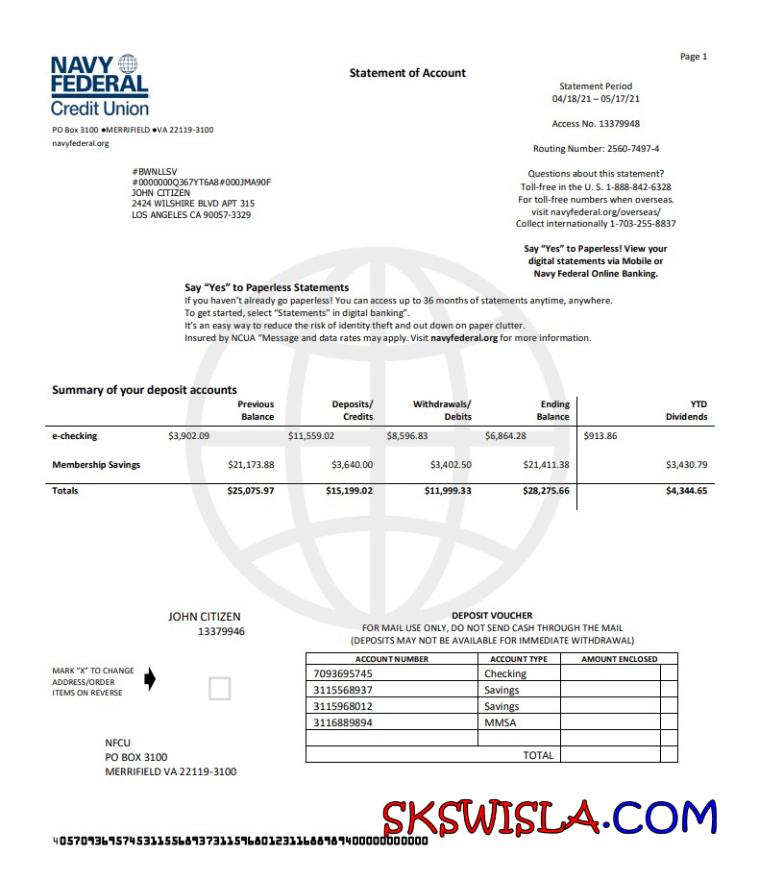 Page 1
NAVY
FEDERAL
Credit Union
Statement of Account
PO Box 3100 ●MERRIFIELD ●VA 22119-3100
navyfederal.org
Statement Period
04/18/21 – 05/17/21
Access No. 13379948
Routing Number: 2560-7497-4
Questions about this statement?
Toll-free in the U. S. 1-888-842-6328
For toll-free numbers when overseas.
visit navyfederal.org/overseas/
Collect internationally 1-703-255-8837
Say “Yes” to Paperless! View your
digital statements via Mobile or
Navy Federal Online Banking.
#BWNLLSV
#0000000Q367YT6A8#000JMA90F
JOHN CITIZEN
2424 WILSHIRE BLVD APT 315
LOS ANGELES CA 90057-3329
Say “Yes” to Paperless Statements
If you haven’t already go paperless! You can access up to 36 months of statements anytime, anywhere.
To get started, select “Statements” in digital banking”.
It’s an easy way to reduce the risk of identity theft and out down on paper clutter.
Insured by NCUA “Message and data rates may apply. Visit navyfederal.org for more information.
Summary of your deposit accounts
Previous Deposits/ Withdrawals/ Ending YTD
Balance Credits Debits Balance Dividends
e-checking $3,902.09 $11,559.02 $8,596.83 $6,864.28 $913.86
Membership Savings $21,173.88 $3,640.00 $3,402.50 $21,411.38 $3,430.79
Totals $25,075.97 $15,199.02 $11,999.33 $28,275.66 $4,344.65
JOHN CITIZEN
13379946
DEPOSIT VOUCHER
FOR MAIL USE ONLY, DO NOT SEND CASH THROUGH THE MAIL
(DEPOSITS MAY NOT BE AVAILABLE FOR IMMEDIATE WITHDRAWAL)
MARK “X” TO CHANGE
ADDRESS/ORDER
ITEMS ON REVERSE
ACCOUNT NUMBER ACCOUNT TYPE AMOUNT ENCLOSED
7093695745 Checking
3115568937 Savings
3115968012 Savings
3116889894 MMSA
TOTAL
NFCU
PO BOX 3100
MERRIFIELD VA 22119-3100
SKSWISLA.COM
405709369574531155689373115968012311688989400000000000